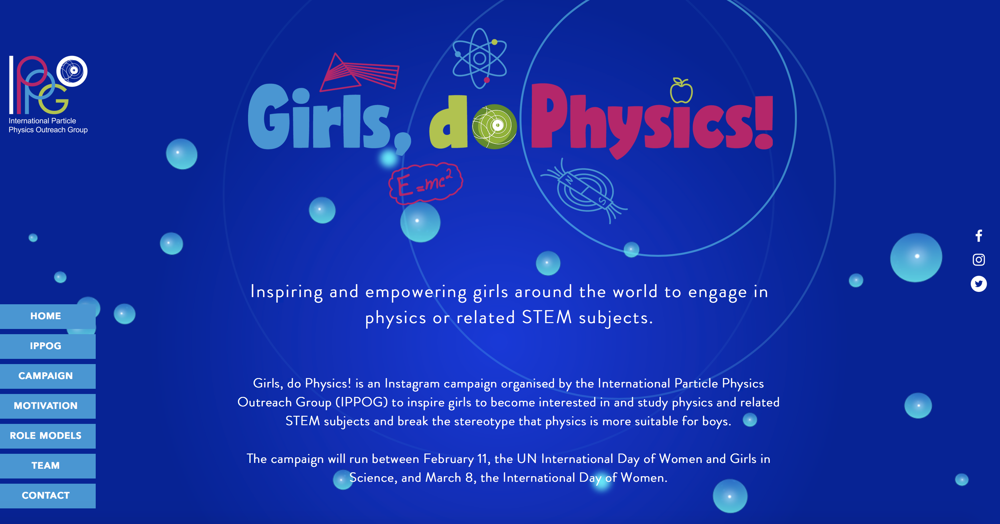 IPPOG
International Particle
Physics Outreach Group
Girls, do Physics!
E=mc²
N
S
Inspiring and empowering girls around the world to engage in
physics or related STEM subjects.
HOME
IPPOG
CAMPAIGN
MOTIVATION
ROLE MODELS
TEAM
CONTACT
Girls, do Physics! is an Instagram campaign organised by the International Particle Physics
Outreach Group (IPPOG) to inspire girls to become interested in and study physics and related
STEM subjects and break the stereotype that physics is more suitable for boys.
The campaign will run between February 11, the UN International Day of Women and Girls in
Science, and March 8, the International Day of Women.